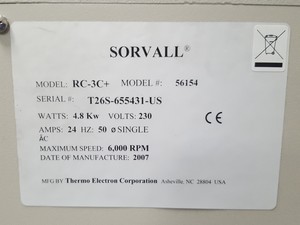 SORVALL®
MODEL: RC-3C+ MODEL #: 56154
SERIAL #: T26S-655431-US
WATTS: 4.8 Kw VOLTS: 230
AMPS: 24 HZ: 50 ø SINGLE
AC
MAXIMUM SPEED: 6,000 RPM
DATE OF MANUFACTURE: 2007
CE
MFG BY Thermo Electron Corporation Asheville, NC 28804 USA